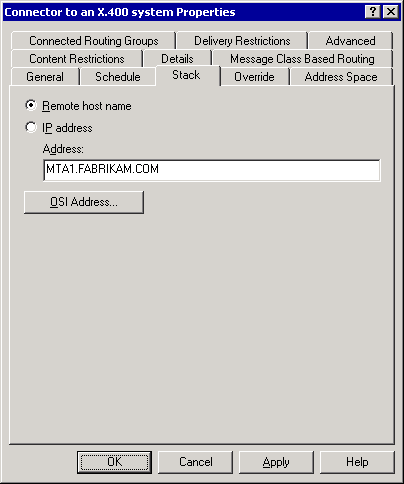 Connector to an X.400 system Properties
Connected Routing Groups Delivery Restrictions Advanced
Content Restrictions Details Message Class Based Routing
General Schedule Stack Override Address Space
Remote host name
IP address
Address:
MTA1.FABRIKAM.COM
OSI Address...
OK Cancel Apply Help